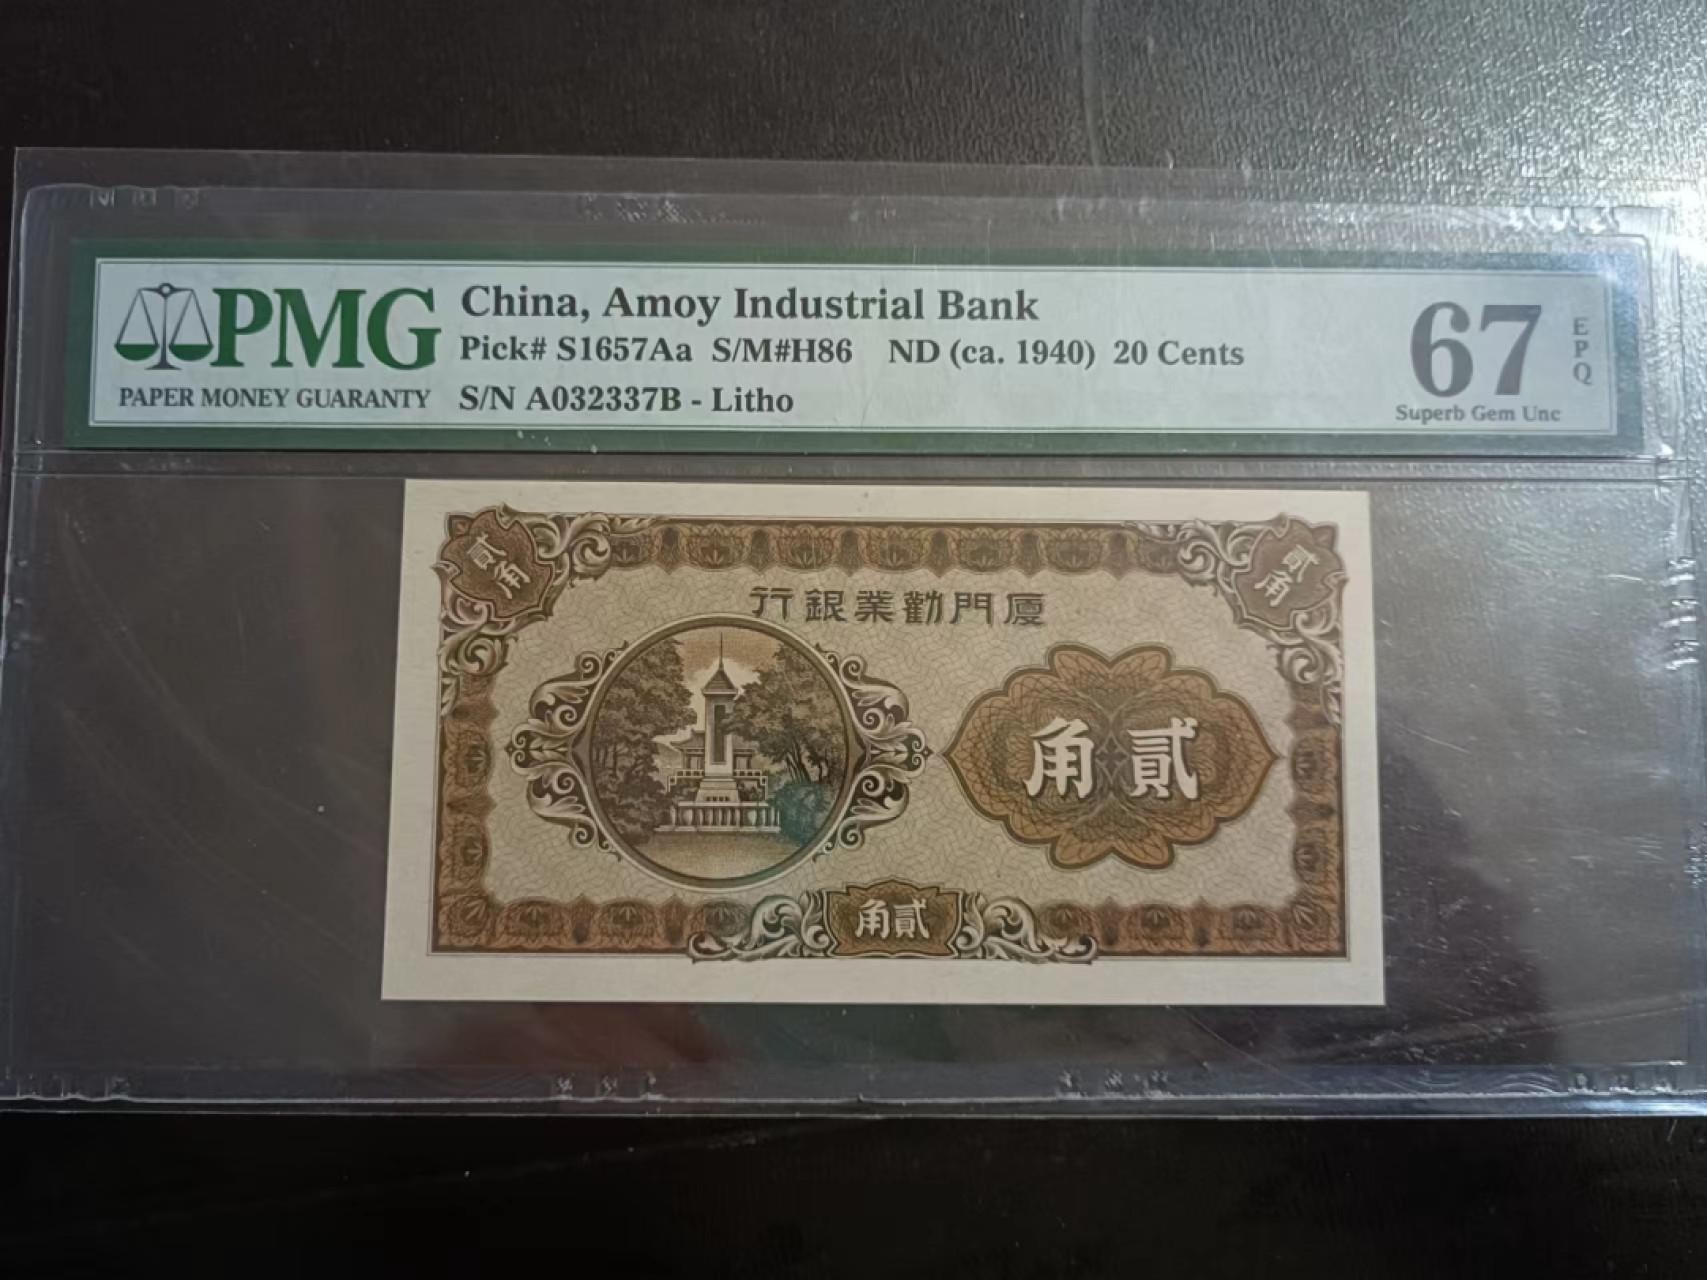 PMG
PAPER MONEY GUARANTY
China, Amoy Industrial Bank
Pick# S1657Aa S/M#H86 ND (ca. 1940) 20 Cents
S/N A032337B - Litho
67
EPQ
Superb Gem Unc
貳角
貳角
行銀業勸門厦
角貳
角貳